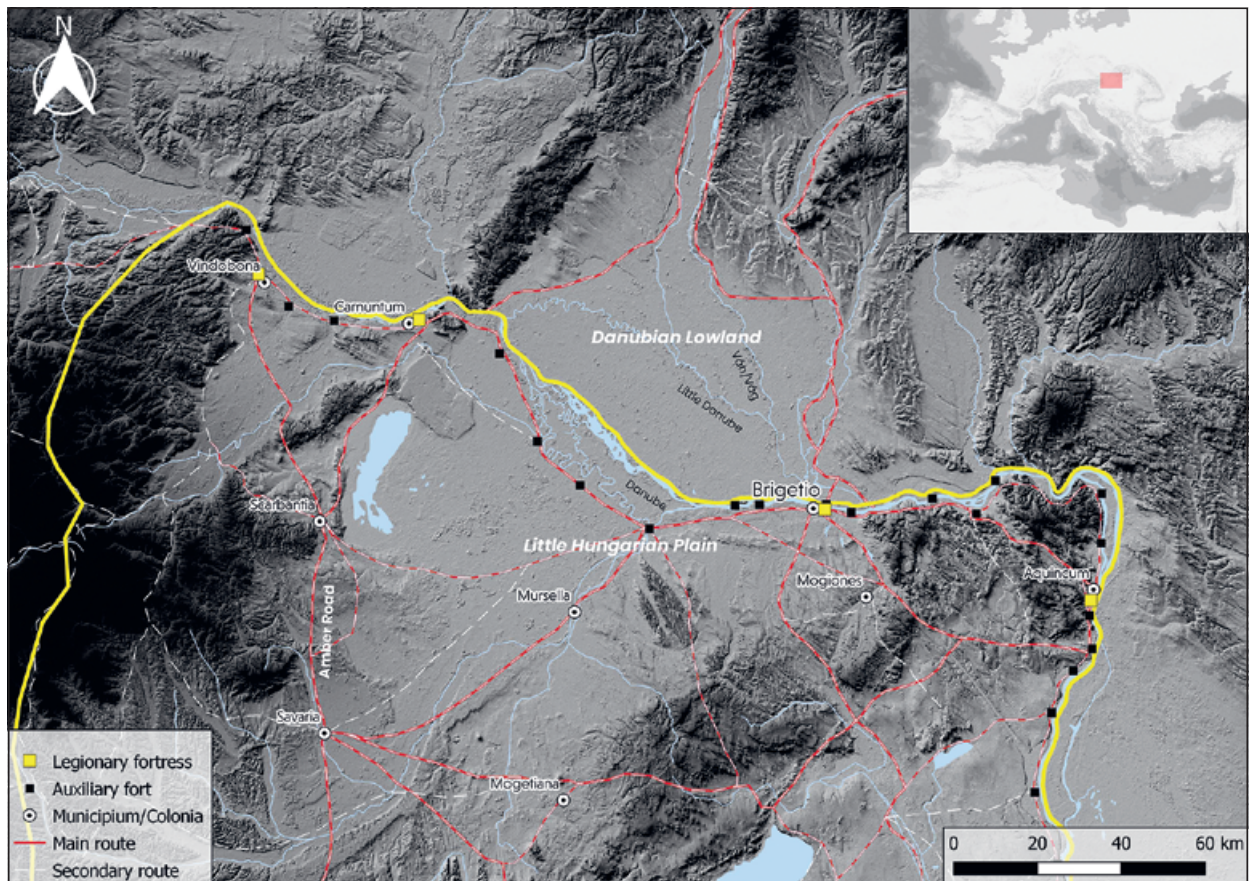 N
Vindobona
Carnuntum
Danubian Lowland
Váh/Vág
Little Danube
Scarbantia
Danube
Brigetio
Little Hungarian Plain
Mursella
Mogiones
Aquincum
Amber Road
Savaria
Mogetiana
Legionary fortress
Auxiliary fort
Municipium/Colonia
Main route
Secondary route
0 20 40 60 km